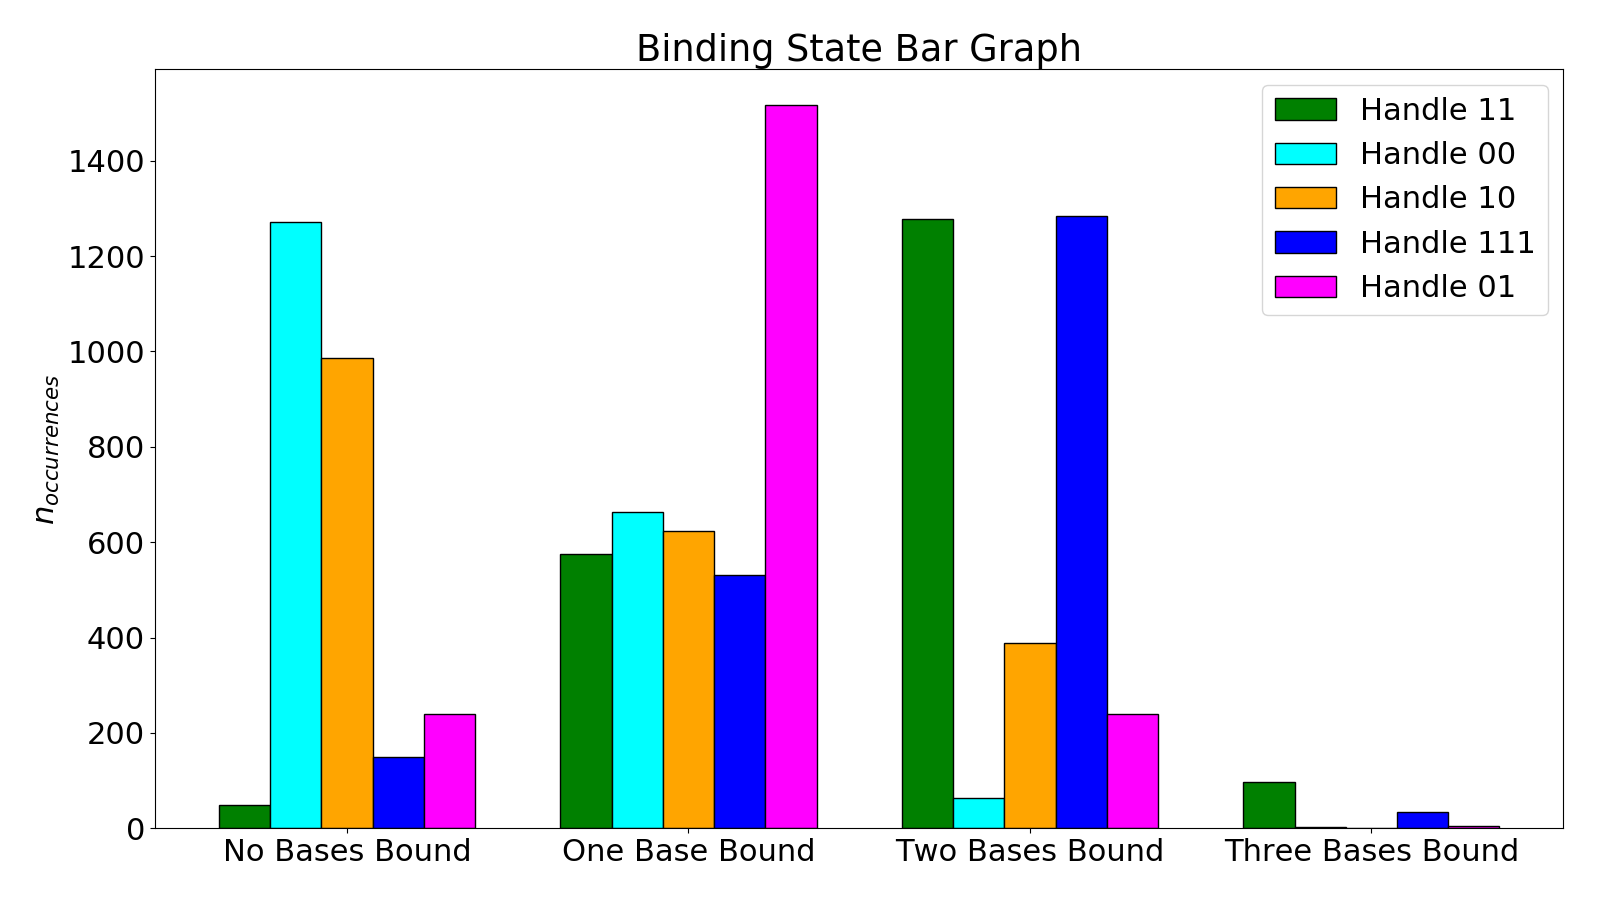 Binding State Bar Graph
n_occurrences
1400
1200
1000
800
600
400
200
0
No Bases Bound
One Base Bound
Two Bases Bound
Three Bases Bound
Handle 11
Handle 00
Handle 10
Handle 111
Handle 01